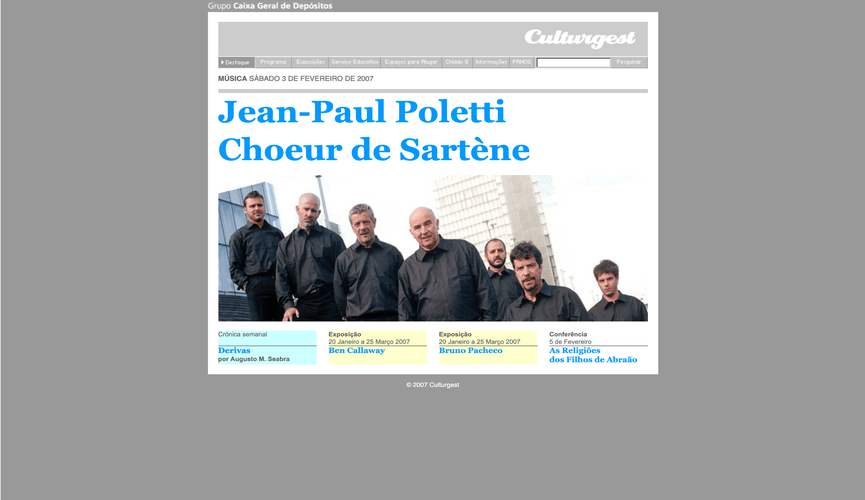 Grupo Caixa Geral de Depósitos
Culturgest
Destaque Programa Exposições Serviço Educativo Espaços para Alugar Chiado 8 Informações PANOS Pesquisar
MÚSICA SÁBADO 3 DE FEVEREIRO DE 2007
Jean-Paul Poletti
Choeur de Sartène
Crónica semanal
Derivas
por Augusto M. Seabra
Exposição
20 Janeiro a 25 Março 2007
Ben Callaway
Exposição
20 Janeiro a 25 Março 2007
Bruno Pacheco
Conferência
5 de Fevereiro
As Religiões
dos Filhos de Abraão
© 2007 Culturgest